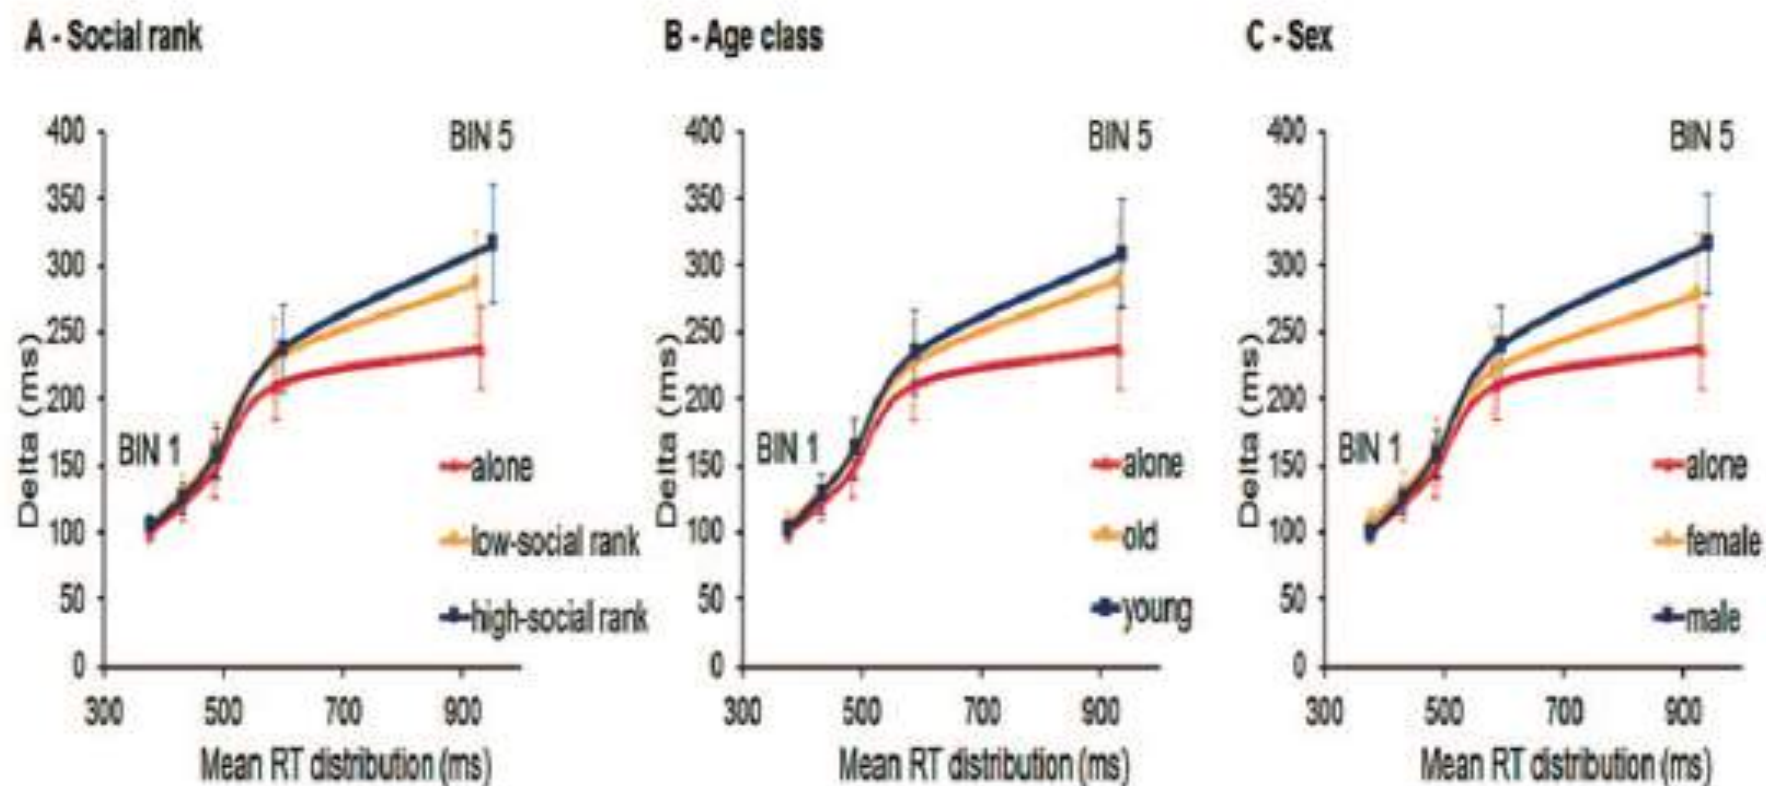 A - Social rank
400
350
300
250
200
150
100
50
0
Delta (ms)
BIN 1
BIN 5
alone
low-social rank
high-social rank
300 500 700 900
Mean RT distribution (ms)
B - Age class
400
350
300
250
200
150
100
50
0
Delta (ms)
BIN 1
BIN 5
alone
old
young
300 500 700 900
Mean RT distribution (ms)
C - Sex
400
350
300
250
200
150
100
50
0
Delta (ms)
BIN 1
BIN 5
alone
female
male
300 500 700 900
Mean RT distribution (ms)